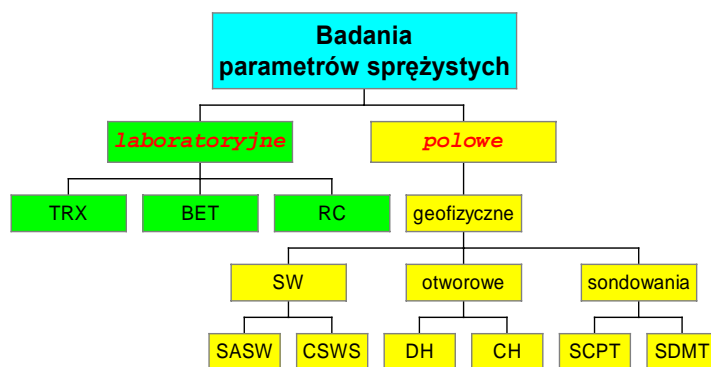 Badania
parametrów sprężystych
laboratoryjne
polowe
TRX
BET
RC
geofizyczne
SW
otworowe
sondowania
SASW
CSWS
DH
CH
SCPT
SDMT